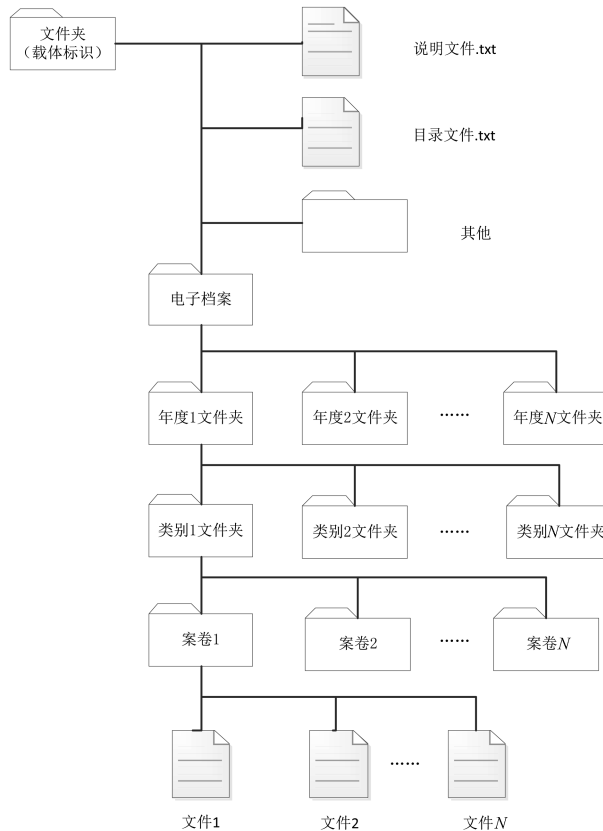 文件夹
（载体标识）
说明文件.txt
目录文件.txt
其他
电子档案
年度1文件夹
年度2文件夹
……
年度N文件夹
类别1文件夹
类别2文件夹
……
类别N文件夹
案卷1
案卷2
……
案卷N
……
文件1
文件2
文件N